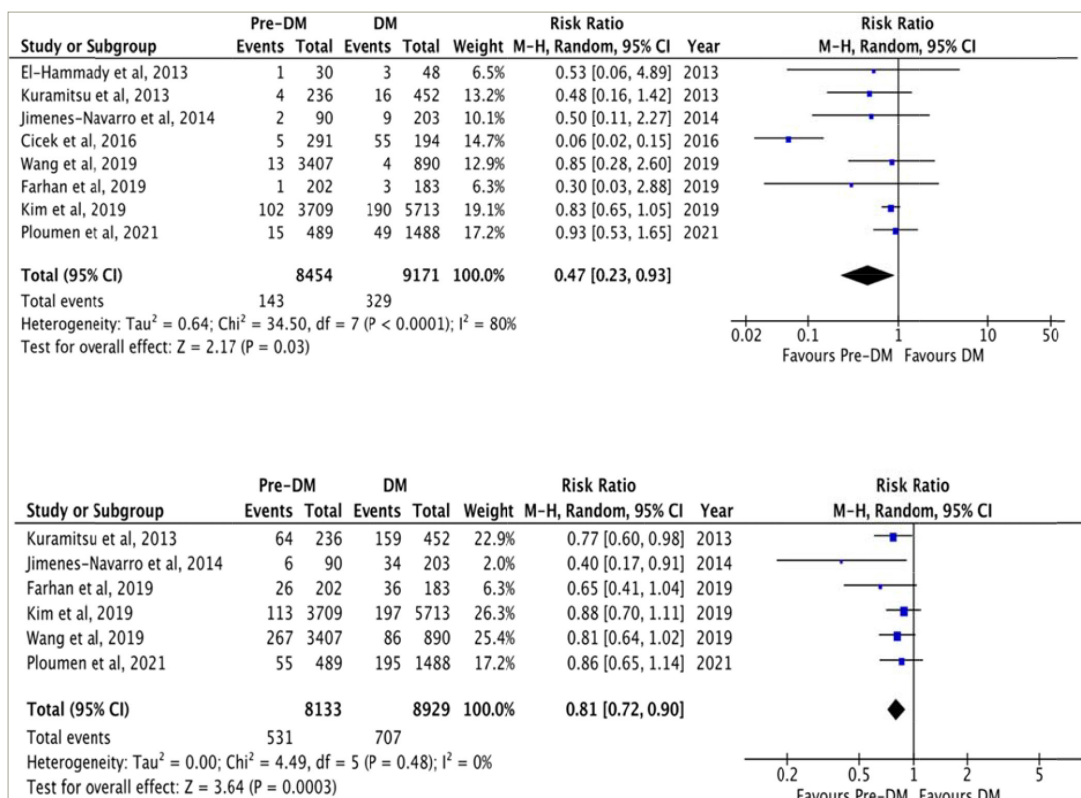 Pre-DM DM Risk Ratio Risk Ratio
Study or Subgroup Events Total Events Total Weight M-H, Random, 95% CI Year M-H, Random, 95% CI
El-Hammady et al, 2013 1 30 3 48 6.5% 0.53 [0.06, 4.89] 2013
Kuramitsu et al, 2013 4 236 16 452 13.2% 0.48 [0.16, 1.42] 2013
Jimenes-Navarro et al, 2014 2 90 9 203 10.1% 0.50 [0.11, 2.27] 2014
Cicek et al, 2016 5 291 55 194 14.7% 0.06 [0.02, 0.15] 2016
Wang et al, 2019 13 3407 4 890 12.9% 0.85 [0.28, 2.60] 2019
Farhan et al, 2019 1 202 3 183 6.3% 0.30 [0.03, 2.88] 2019
Kim et al, 2019 102 3709 190 5713 19.1% 0.83 [0.65, 1.05] 2019
Ploumen et al, 2021 15 489 49 1488 17.2% 0.93 [0.53, 1.65] 2021
Total (95% CI) 8454 9171 100.0% 0.47 [0.23, 0.93]
Total events 143 329
Heterogeneity: Tau² = 0.64; Chi² = 34.50, df = 7 (P < 0.0001); I² = 80%
Test for overall effect: Z = 2.17 (P = 0.03)
0.02 0.1 1 10 50
Favours Pre-DM Favours DM
Pre-DM DM Risk Ratio Risk Ratio
Study or Subgroup Events Total Events Total Weight M-H, Random, 95% CI Year M-H, Random, 95% CI
Kuramitsu et al, 2013 64 236 159 452 22.9% 0.77 [0.60, 0.98] 2013
Jimenes-Navarro et al, 2014 6 90 34 203 2.0% 0.40 [0.17, 0.91] 2014
Farhan et al, 2019 26 202 36 183 6.3% 0.65 [0.41, 1.04] 2019
Kim et al, 2019 113 3709 197 5713 26.3% 0.88 [0.70, 1.11] 2019
Wang et al, 2019 267 3407 86 890 25.4% 0.81 [0.64, 1.02] 2019
Ploumen et al, 2021 55 489 195 1488 17.2% 0.86 [0.65, 1.14] 2021
Total (95% CI) 8133 8929 100.0% 0.81 [0.72, 0.90]
Total events 531 707
Heterogeneity: Tau² = 0.00; Chi² = 4.49, df = 5 (P = 0.48); I² = 0%
Test for overall effect: Z = 3.64 (P = 0.0003)
0.2 0.5 1 2 5
Favours Pre-DM Favours DM